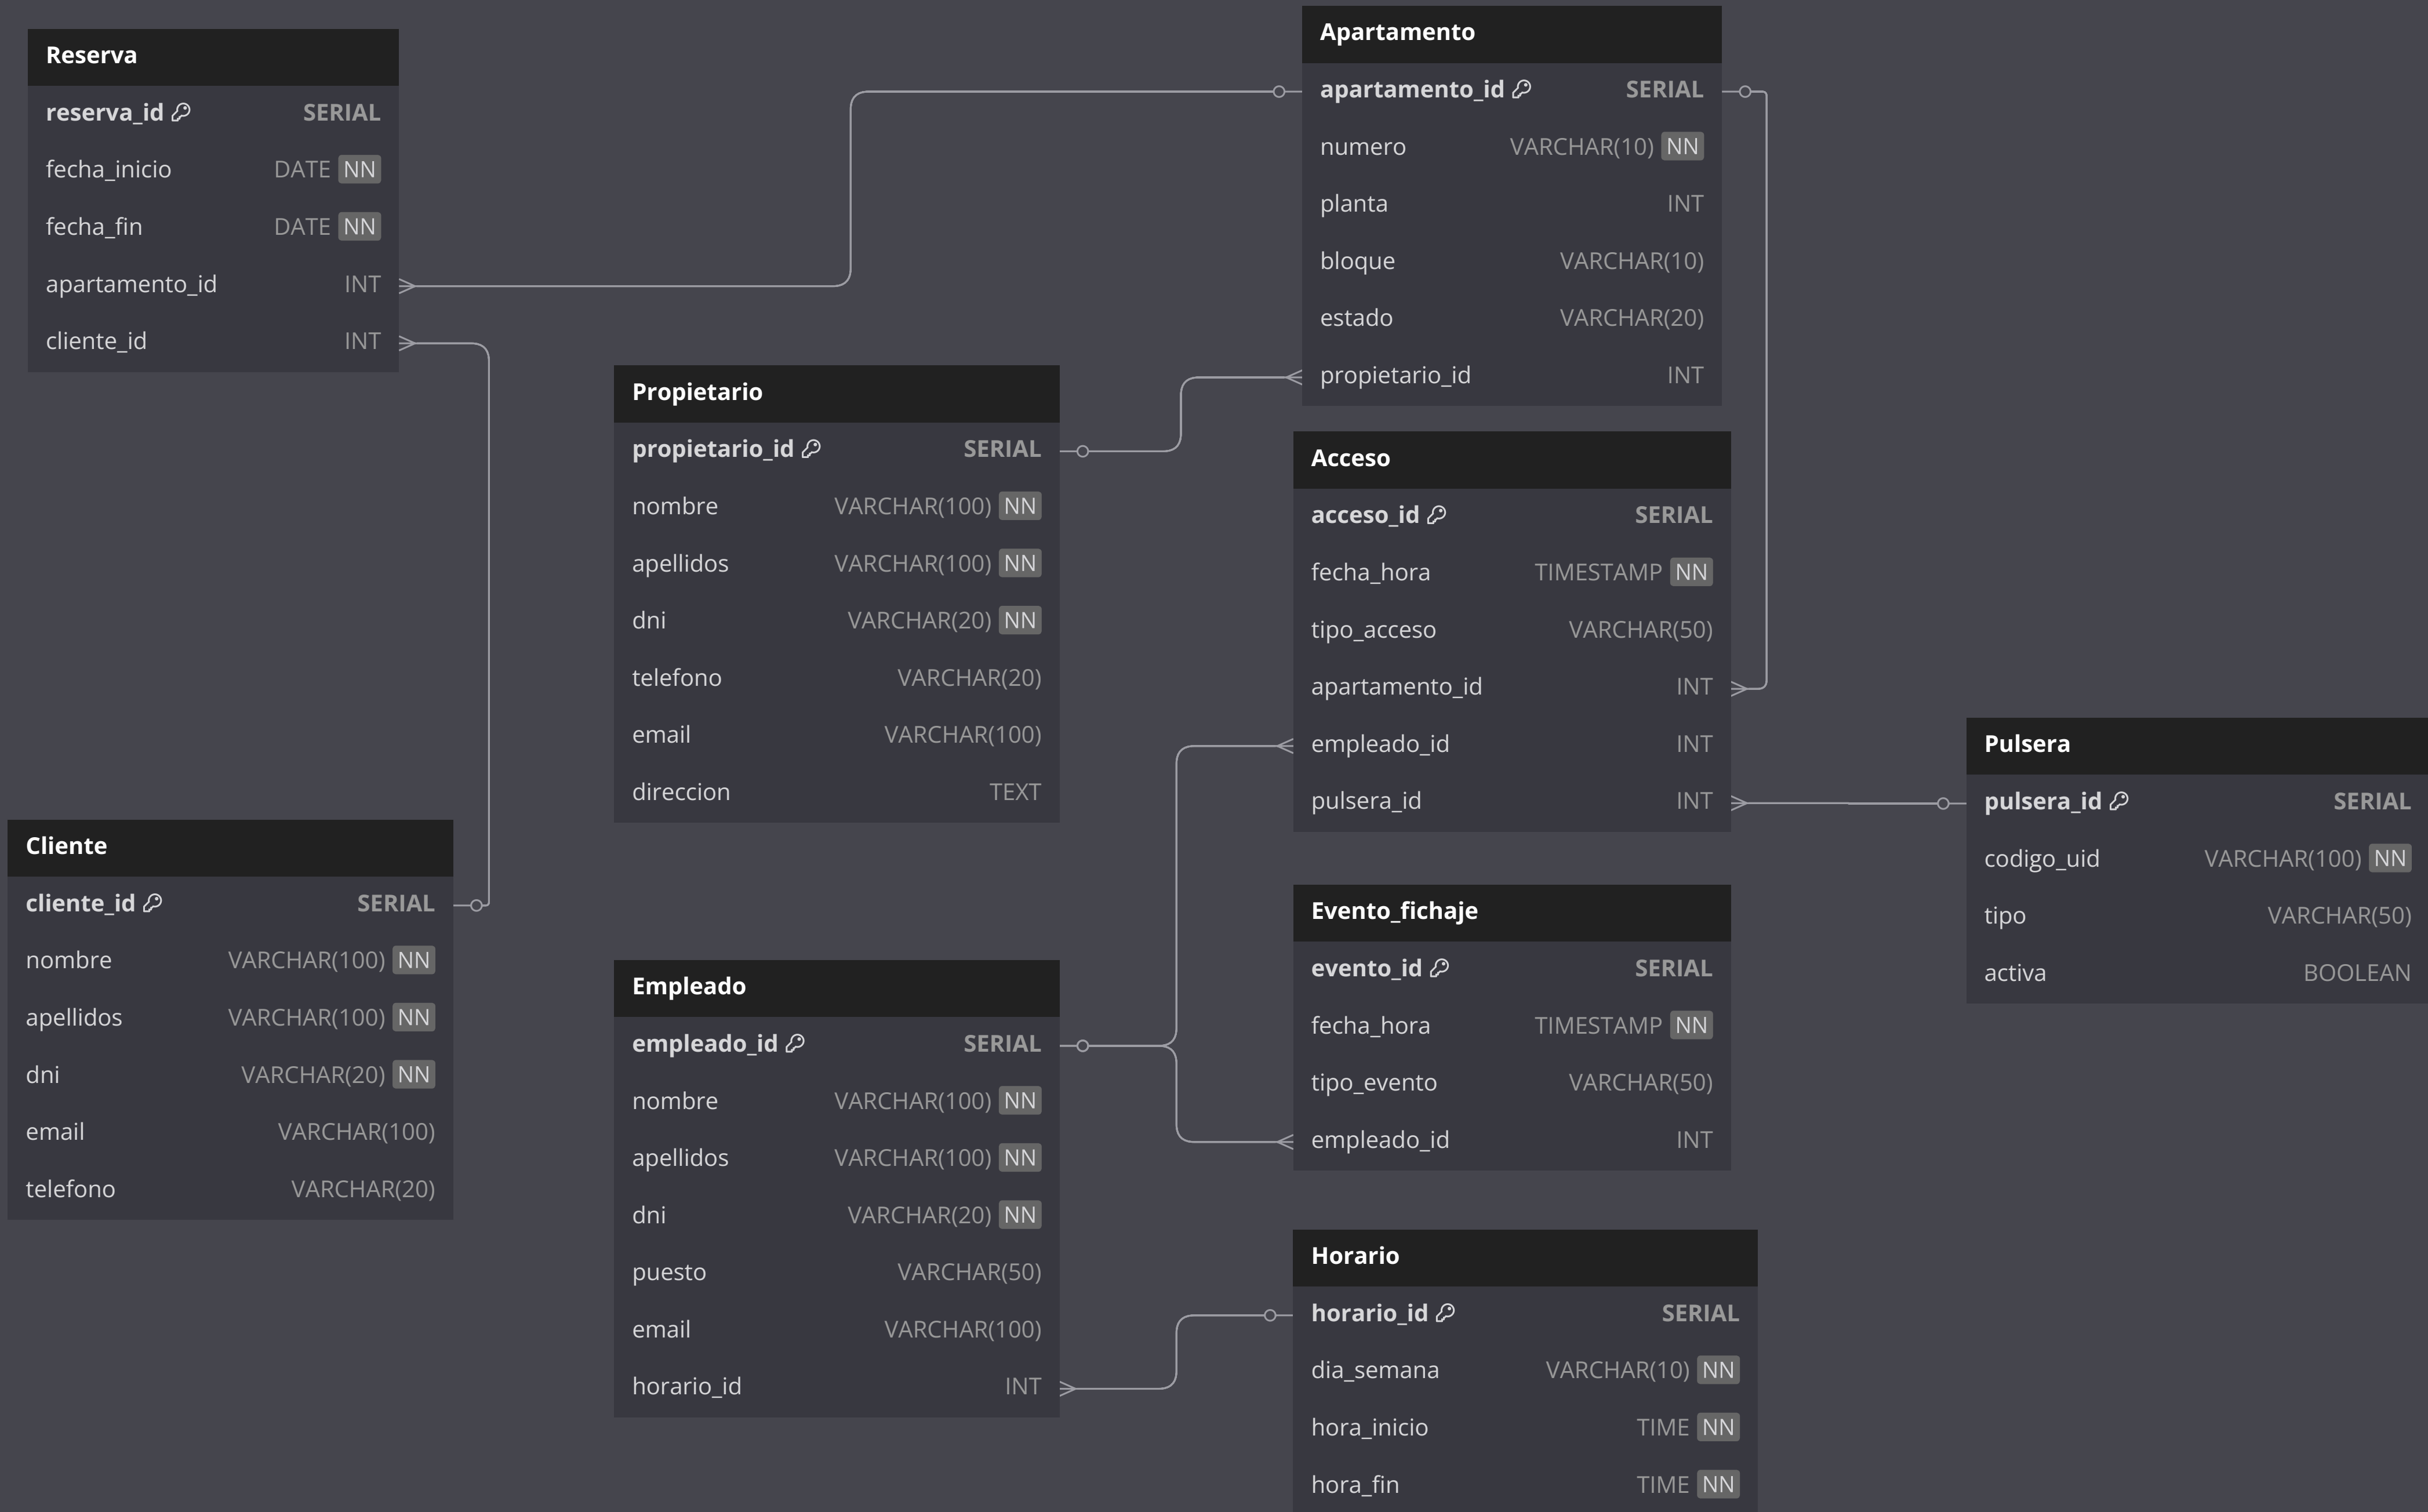 Reserva
reserva_id SERIAL
fecha_inicio DATE NN
fecha_fin DATE NN
apartamento_id INT
cliente_id INT
Apartamento
apartamento_id SERIAL
numero VARCHAR(10) NN
planta INT
bloque VARCHAR(10)
estado VARCHAR(20)
propietario_id INT
Propietario
propietario_id SERIAL
nombre VARCHAR(100) NN
apellidos VARCHAR(100) NN
dni VARCHAR(20) NN
telefono VARCHAR(20)
email VARCHAR(100)
direccion TEXT
Acceso
acceso_id SERIAL
fecha_hora TIMESTAMP NN
tipo_acceso VARCHAR(50)
apartamento_id INT
empleado_id INT
pulsera_id INT
Pulsera
pulsera_id SERIAL
codigo_uid VARCHAR(100) NN
tipo VARCHAR(50)
activa BOOLEAN
Cliente
cliente_id SERIAL
nombre VARCHAR(100) NN
apellidos VARCHAR(100) NN
dni VARCHAR(20) NN
email VARCHAR(100)
telefono VARCHAR(20)
Evento_fichaje
evento_id SERIAL
fecha_hora TIMESTAMP NN
tipo_evento VARCHAR(50)
empleado_id INT
Empleado
empleado_id SERIAL
nombre VARCHAR(100) NN
apellidos VARCHAR(100) NN
dni VARCHAR(20) NN
puesto VARCHAR(50)
email VARCHAR(100)
horario_id INT
Horario
horario_id SERIAL
dia_semana VARCHAR(10) NN
hora_inicio TIME NN
hora_fin TIME NN